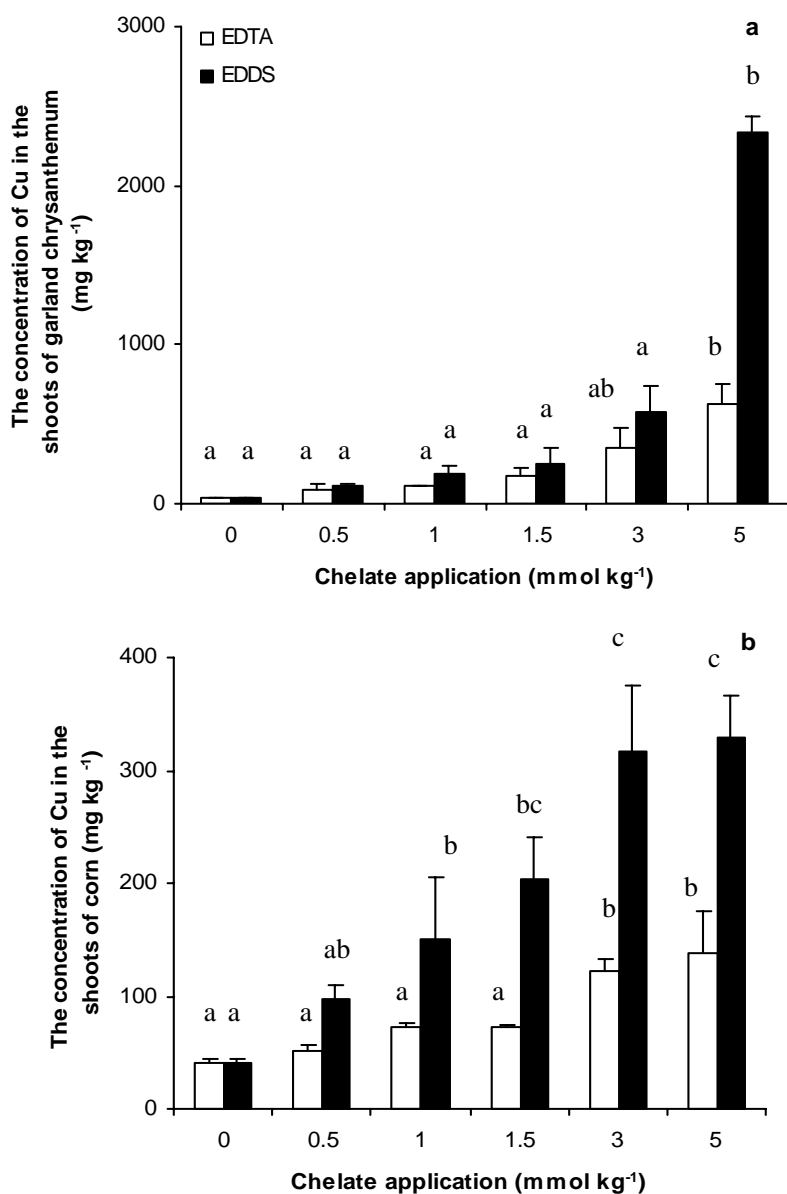 a
EDTA
EDDS
The concentration of Cu in the
shoots of garland chrysanthemum
(mg kg⁻¹)
3000
2000
1000
0
a a a a a a a a ab a b b
0 0.5 1 1.5 3 5
Chelate application (mmol kg⁻¹)
b
The concentration of Cu in the
shoots of corn (mg kg ⁻¹)
400
300
200
100
0
a a a ab a b a bc b c b c
0 0.5 1 1.5 3 5
Chelate application (mmol kg⁻¹)